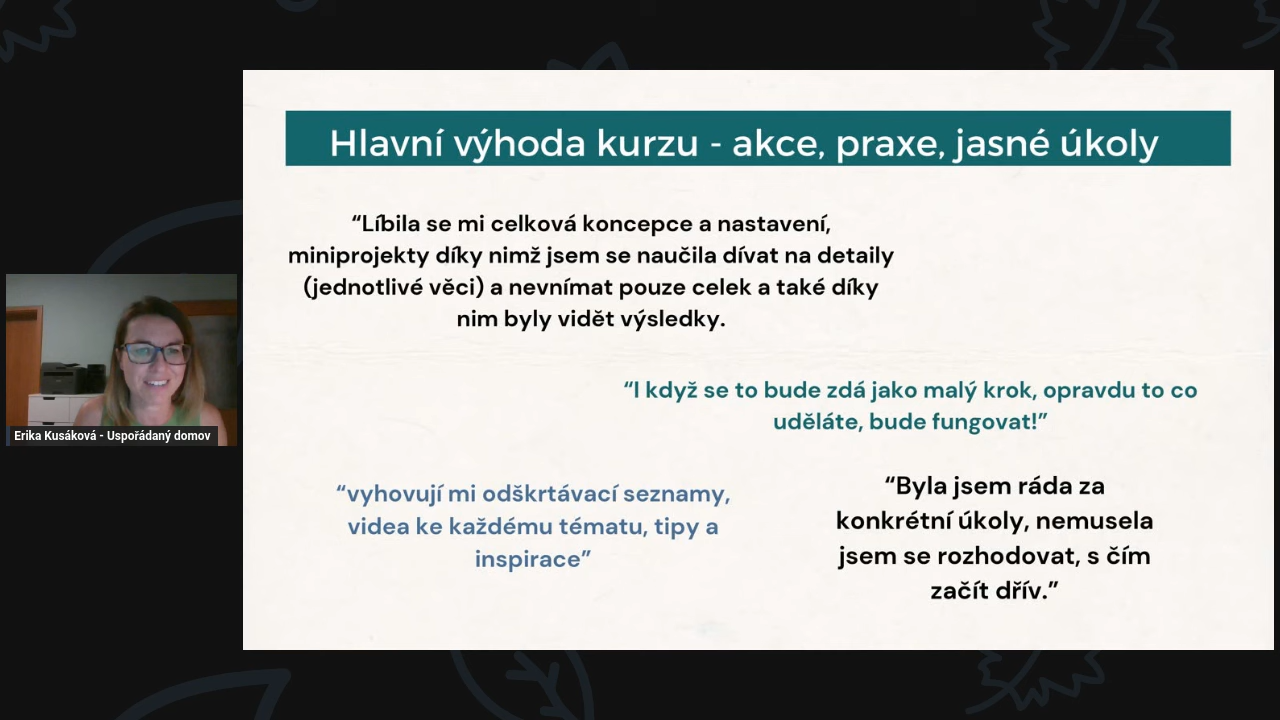 Hlavní výhoda kurzu - akce, praxe, jasné úkoly
“Líbila se mi celková koncepce a nastavení,
miniprojekty díky nimž jsem se naučila dívat na detaily
(jednotlivé věci) a nevnímat pouze celek a také díky
nim byly vidět výsledky.
“I když se to bude zdá jako malý krok, opravdu to co
uděláte, bude fungovat!”
“vyhovují mi odškrtávací seznamy,
videa ke každému tématu, tipy a
inspirace”
“Byla jsem ráda za
konkrétní úkoly, nemusela
jsem se rozhodovat, s čím
začít dřív.”
Erika Kusáková - Uspořádaný domov